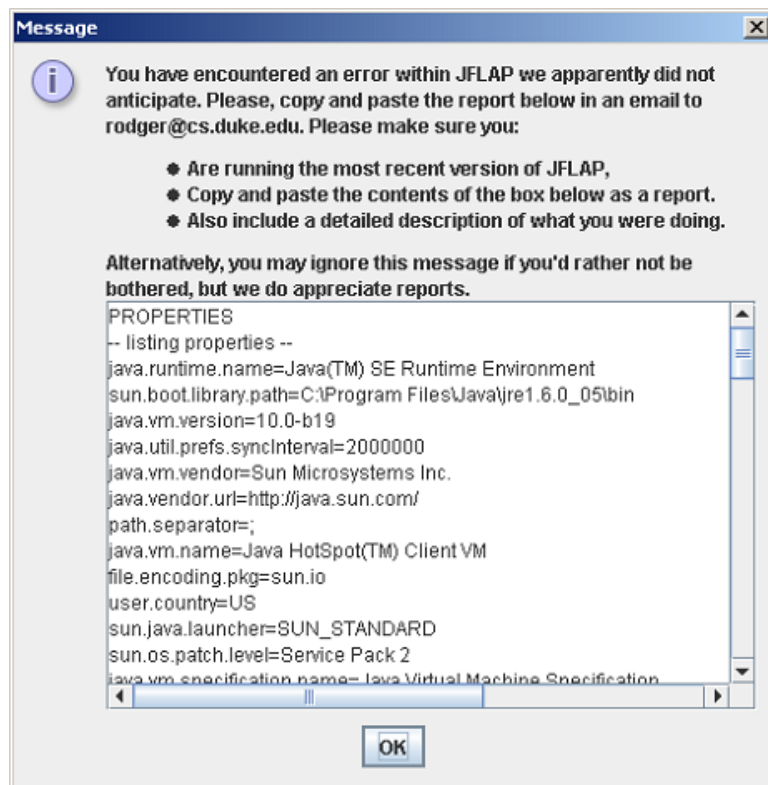 Message
You have encountered an error within JFLAP we apparently did not
anticipate. Please, copy and paste the report below in an email to
rodger@cs.duke.edu. Please make sure you:
● Are running the most recent version of JFLAP,
● Copy and paste the contents of the box below as a report.
● Also include a detailed description of what you were doing.
Alternatively, you may ignore this message if you'd rather not be
bothered, but we do appreciate reports.
PROPERTIES
-- listing properties --
java.runtime.name=Java(TM) SE Runtime Environment
sun.boot.library.path=C:\Program Files\Java\jre1.6.0_05\bin
java.vm.version=10.0-b19
java.util.prefs.syncInterval=2000000
java.vm.vendor=Sun Microsystems Inc.
java.vendor.url=http://java.sun.com/
path.separator=;
java.vm.name=Java HotSpot(TM) Client VM
file.encoding.pkg=sun.io
user.country=US
sun.java.launcher=SUN_STANDARD
sun.os.patch.level=Service Pack 2
java.vm.specification.name=Java Virtual Machine Specification
OK